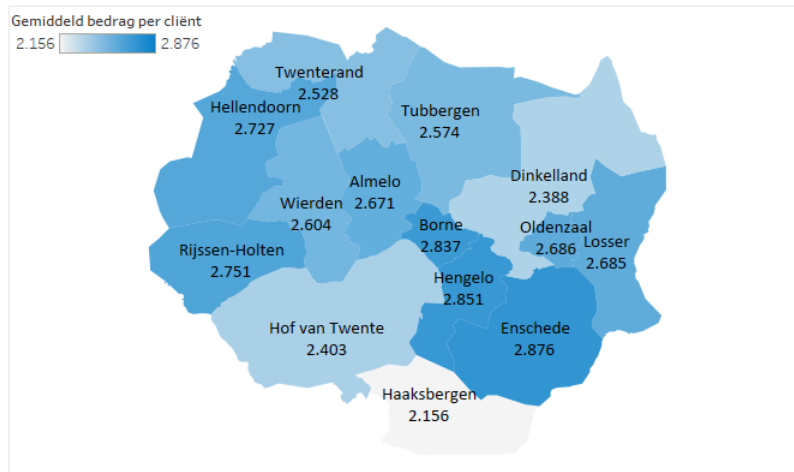 Gemiddeld bedrag per cliënt
2.156 2.876
Twenterand
2.528
Hellendoorn
2.727
Tubbergen
2.574
Almelo
2.671
Dinkelland
2.388
Wierden
2.604
Borne
2.837
Oldenzaal
2.686
Losser
2.685
Rijssen-Holten
2.751
Hengelo
2.851
Hof van Twente
2.403
Enschede
2.876
Haaksbergen
2.156